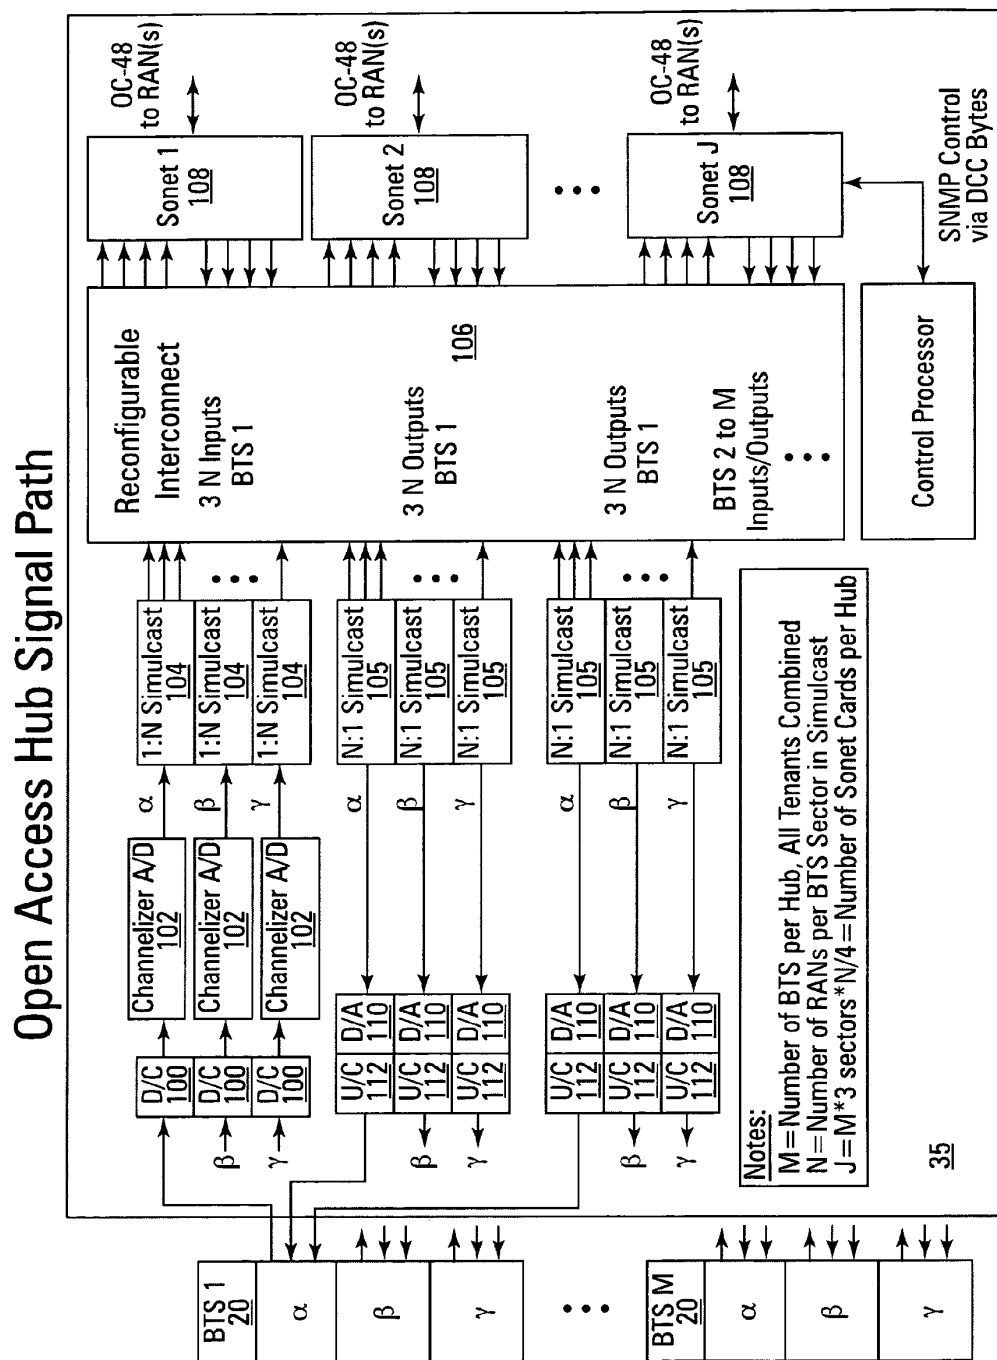 Open Access Hub Signal Path
BTS 1
20
α
β
γ
BTS M
20
α
β
γ
D/C
100
D/C
100
D/C
100
β
γ
Channelizer A/D
102
Channelizer A/D
102
Channelizer A/D
102
α
β
γ
1:N Simulcast
104
1:N Simulcast
104
1:N Simulcast
104
U/C
112
D/A
110
U/C
112
D/A
110
U/C
112
D/A
110
β
γ
α
β
γ
N:1 Simulcast
105
N:1 Simulcast
105
N:1 Simulcast
105
U/C
112
D/A
110
U/C
112
D/A
110
U/C
112
D/A
110
β
γ
α
β
γ
N:1 Simulcast
105
N:1 Simulcast
105
N:1 Simulcast
105
Reconfigurable
Interconnect
3 N Inputs
BTS 1
106
3 N Outputs
BTS 1
3 N Outputs
BTS 1
BTS 2 to M
Inputs/Outputs
Sonet 1
108
OC-48
to RAN(s)
Sonet 2
108
OC-48
to RAN(s)
Sonet J
108
OC-48
to RAN(s)
Control Processor
SNMP Control
via DCC Bytes
Notes:
M=Number of BTS per Hub, All Tenants Combined
N=Number of RANs per BTS Sector in Simulcast
J=M*3 sectors*N/4=Number of Sonet Cards per Hub
35